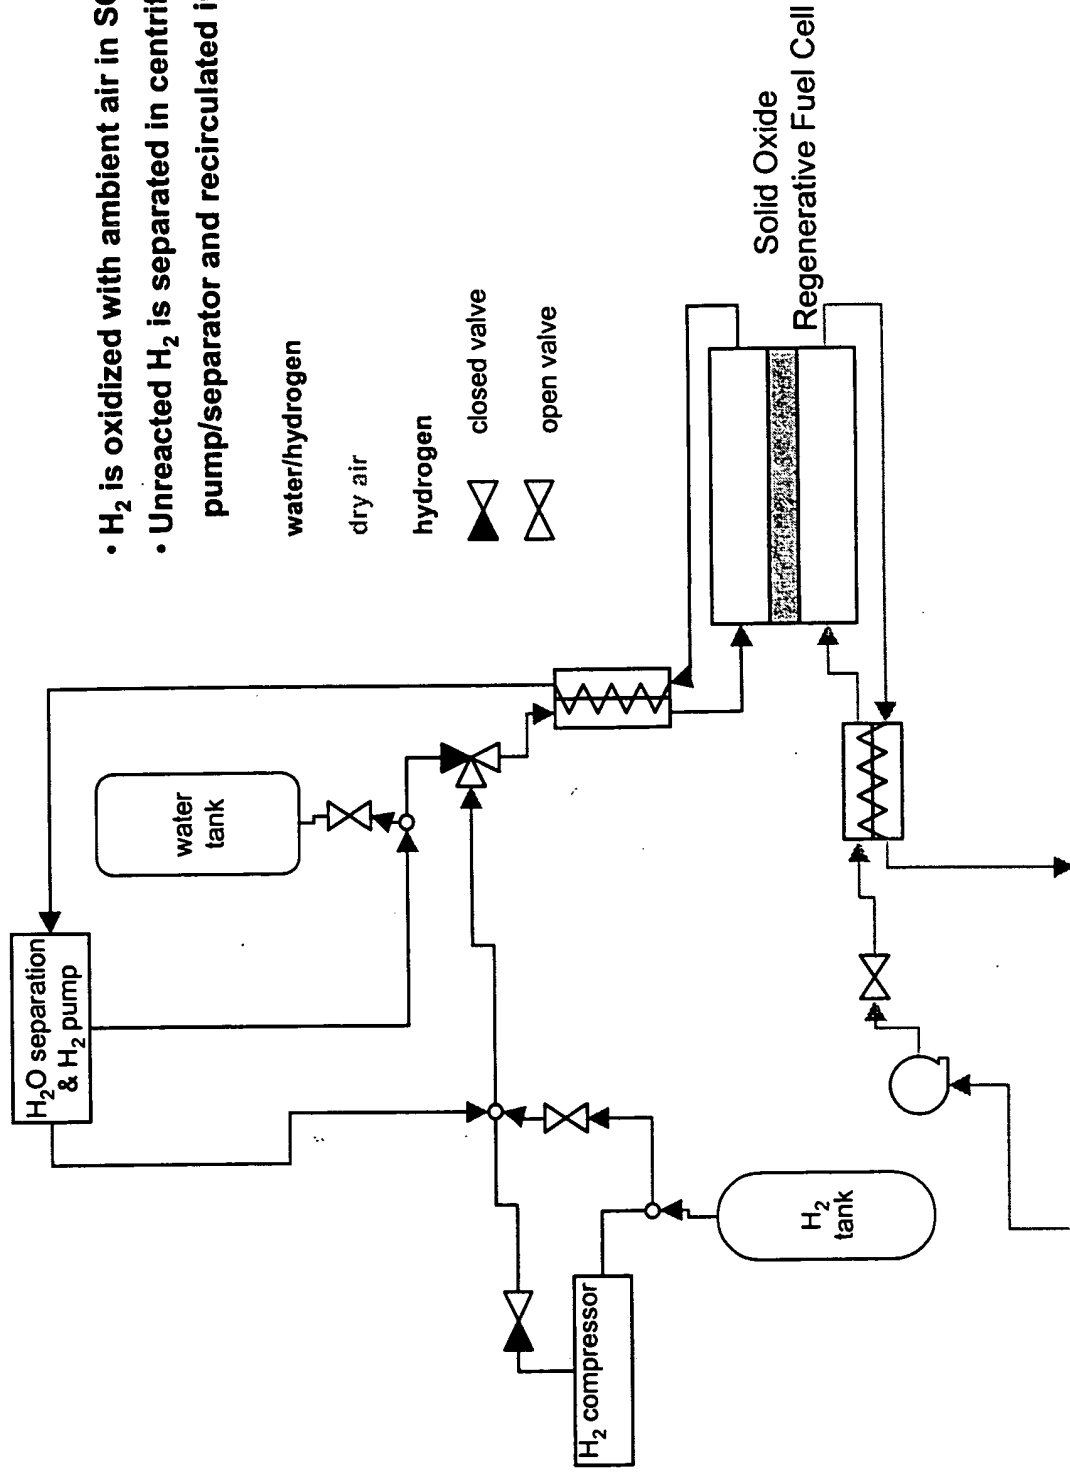 • H₂ is oxidized with ambient air in
• Unreacted H₂ is separated in
pump/separator and recirculated
water/hydrogen
dry air
hydrogen
closed valve
open valve
H₂O separation
& H₂ pump
water
tank
Solid Oxide
Regenerative Fuel Cell
H₂ compressor
H₂
tank